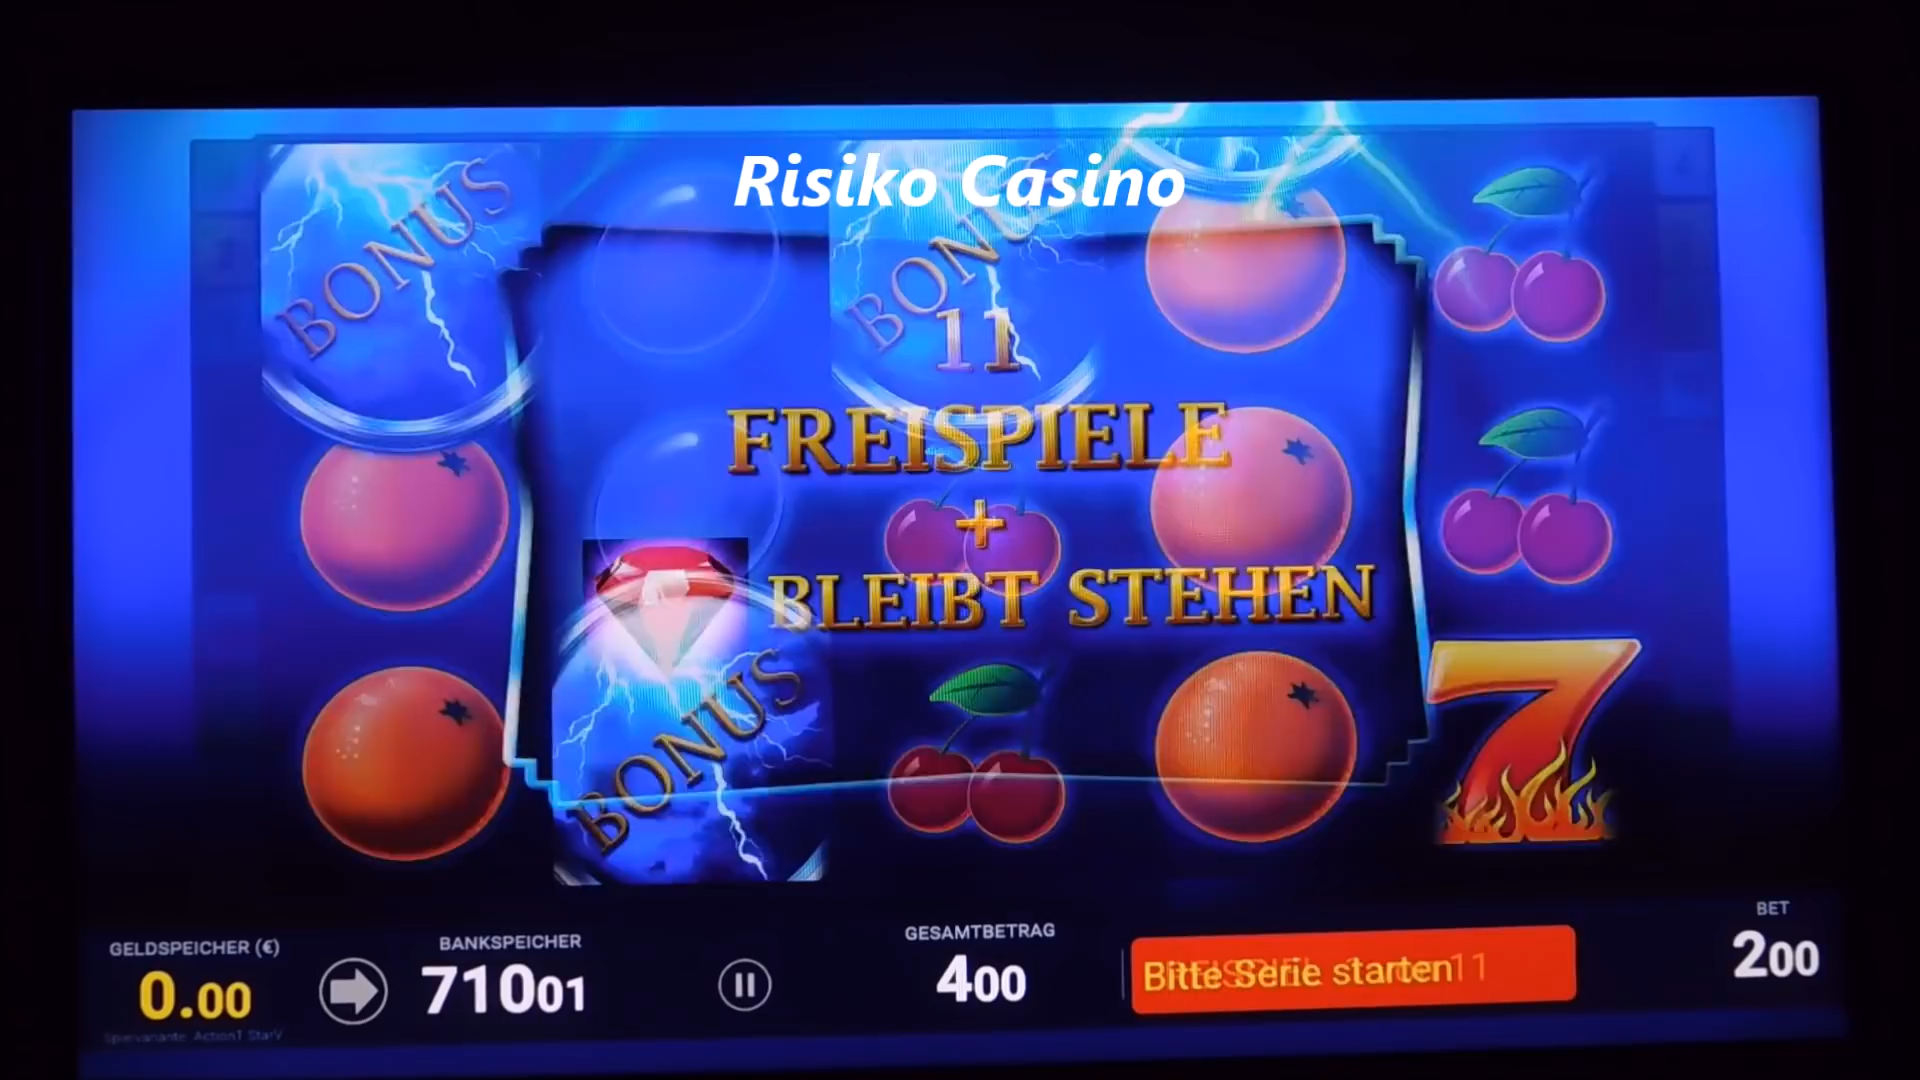 Risiko Casino
BONUS
BONUS
11
FREISPIELE
+
BLEIBT STEHEN
BONUS
GELDSPEICHER (€)
0.00
BANKSPEICHER
71001
GESAMTBETRAG
400
Bitte Serie starten
11
BET
200